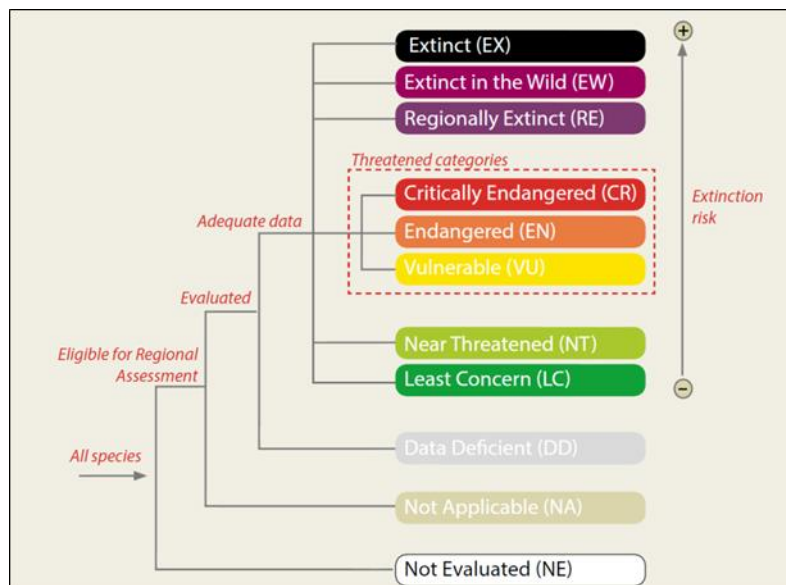 Extinct (EX)
Extinct in the Wild (EW)
Regionally Extinct (RE)
Threatened categories
Critically Endangered (CR)
Adequate data
Endangered (EN)
Extinction
risk
Vulnerable (VU)
Evaluated
Near Threatened (NT)
Eligible for Regional
Assessment
Least Concern (LC)
All species
Data Deficient (DD)
Not Applicable (NA)
Not Evaluated (NE)
+
−